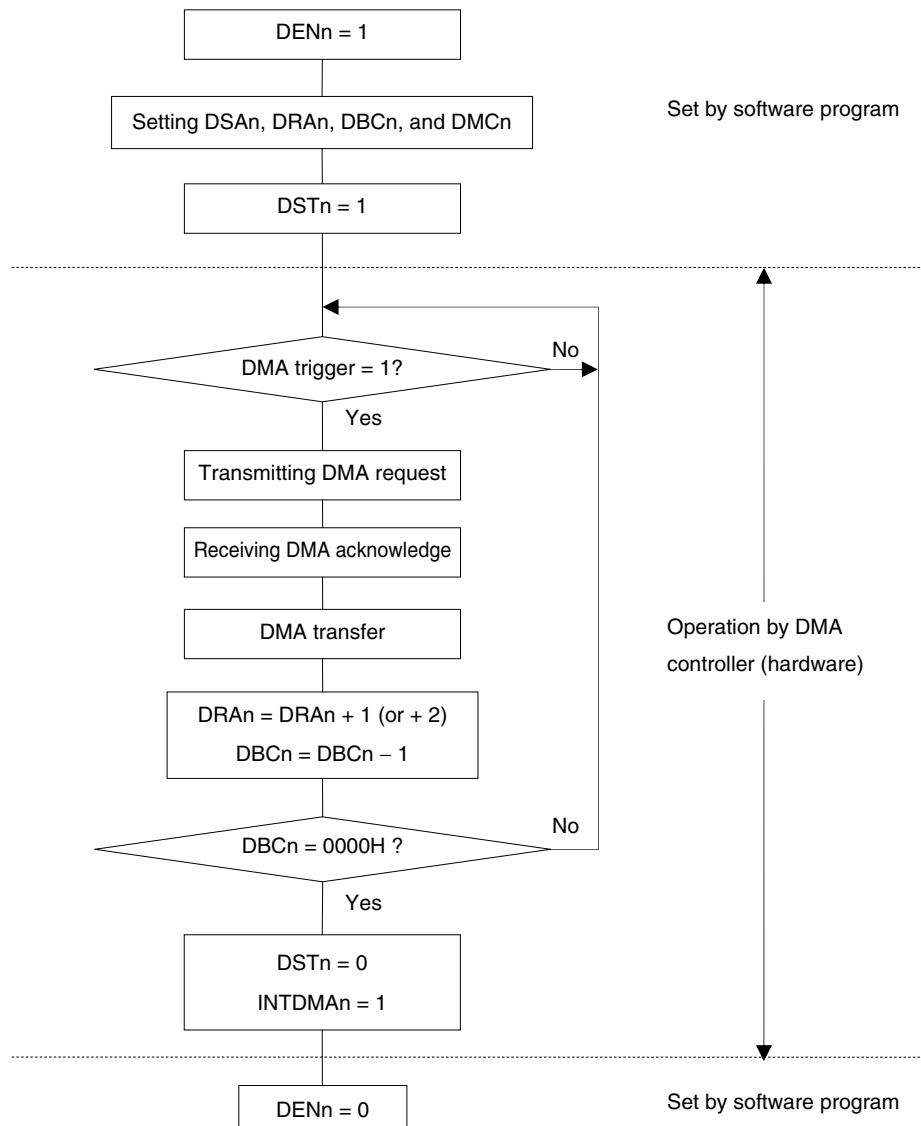 DENn = 1
Setting DSAn, DRAn, DBCn, and DMCn
Set by software program
DSTn = 1
DMA trigger = 1?
No
Yes
Transmitting DMA request
Receiving DMA acknowledge
DMA transfer
Operation by DMA
controller (hardware)
DRAn = DRAn + 1 (or + 2)
DBCn = DBCn − 1
DBCn = 0000H ?
No
Yes
DSTn = 0
INTDMAn = 1
DENn = 0
Set by software program